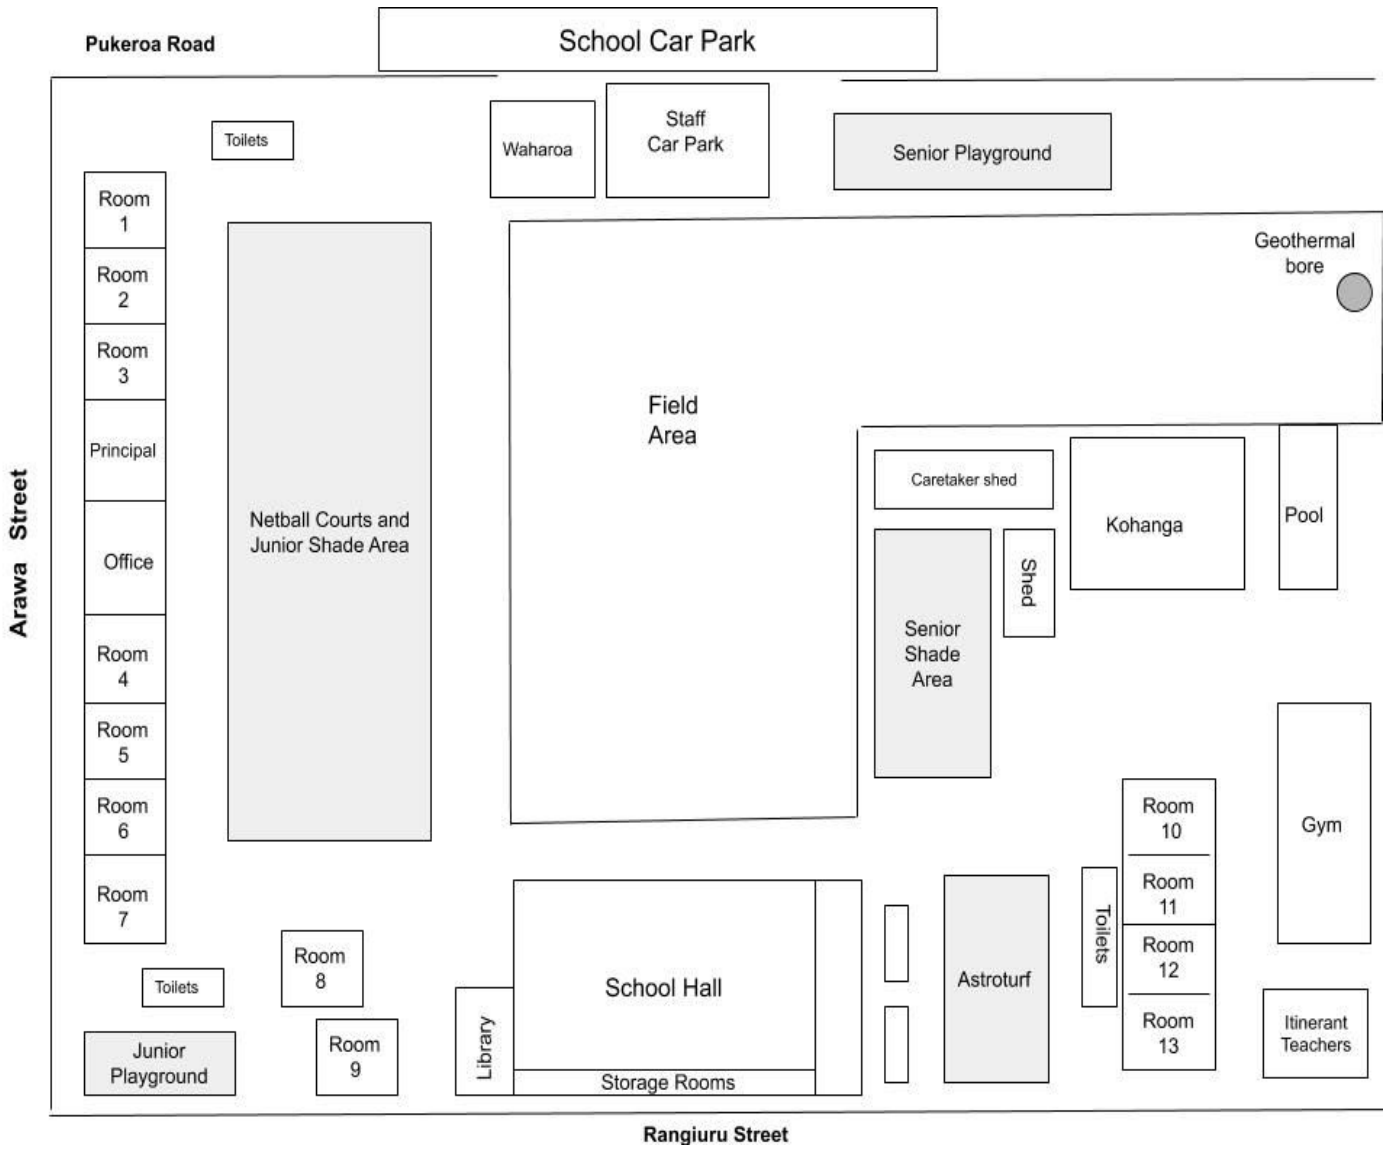 School Car Park
Pukeroa Road
Staff
Car Park
Toilets
Waharoa
Senior Playground
Room
1
Geothermal
bore
Room
2
Room
3
Field
Area
Principal
Caretaker shed
Netball Courts and
Junior Shade Area
Kohanga
Pool
Arawa Street
Office
Shed
Senior
Shade
Area
Room
4
Room
5
Room
6
Room
10
Gym
Room
7
Room
11
Toilets
Room
12
Room
8
Toilets
School Hall
Astroturf
Room
13
Itinerant
Teachers
Junior
Playground
Room
9
Library
Storage Rooms
Rangiuru Street